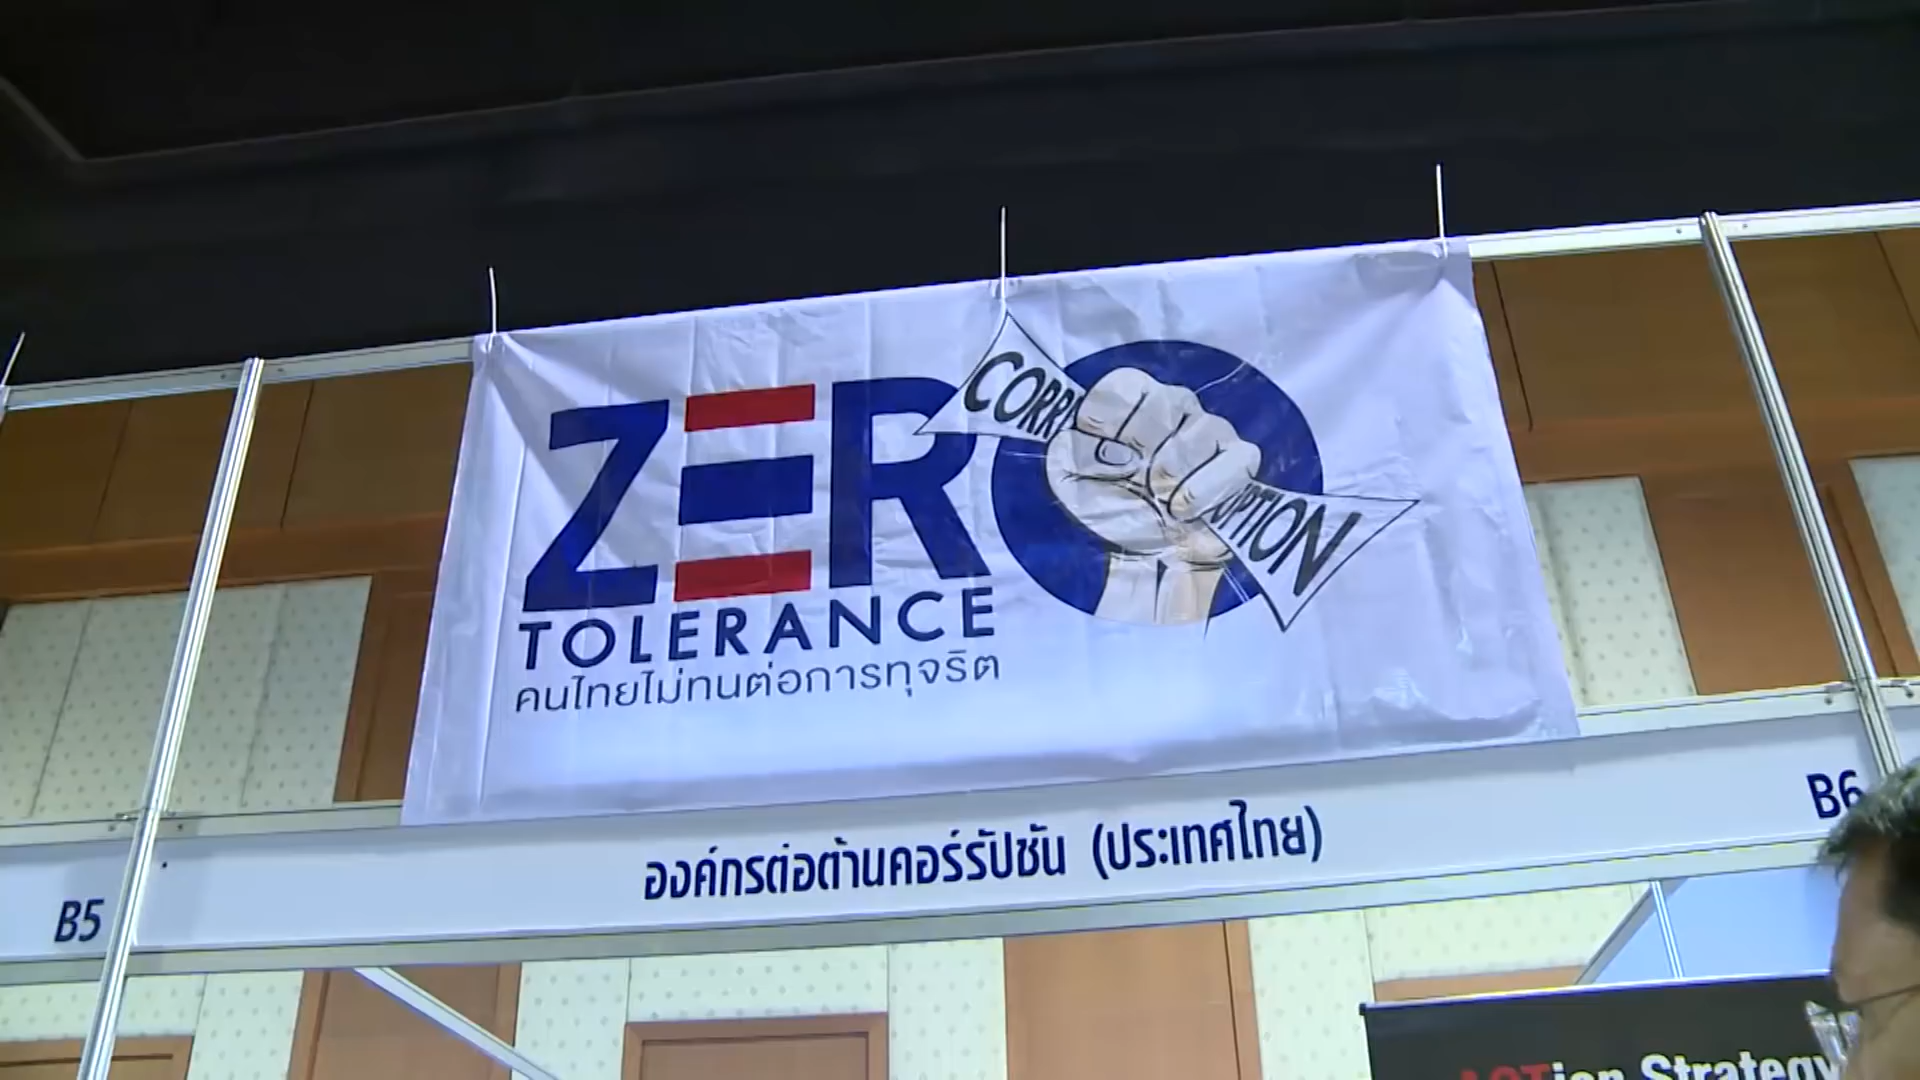 ZERO
CORRUPTION
TOLERANCE
คนไทยไม่ทนต่อการทุจริต
องค์กรต่อต้านคอร์รัปชัน (ประเทศไทย)
B5
B6
ACTion Strategy